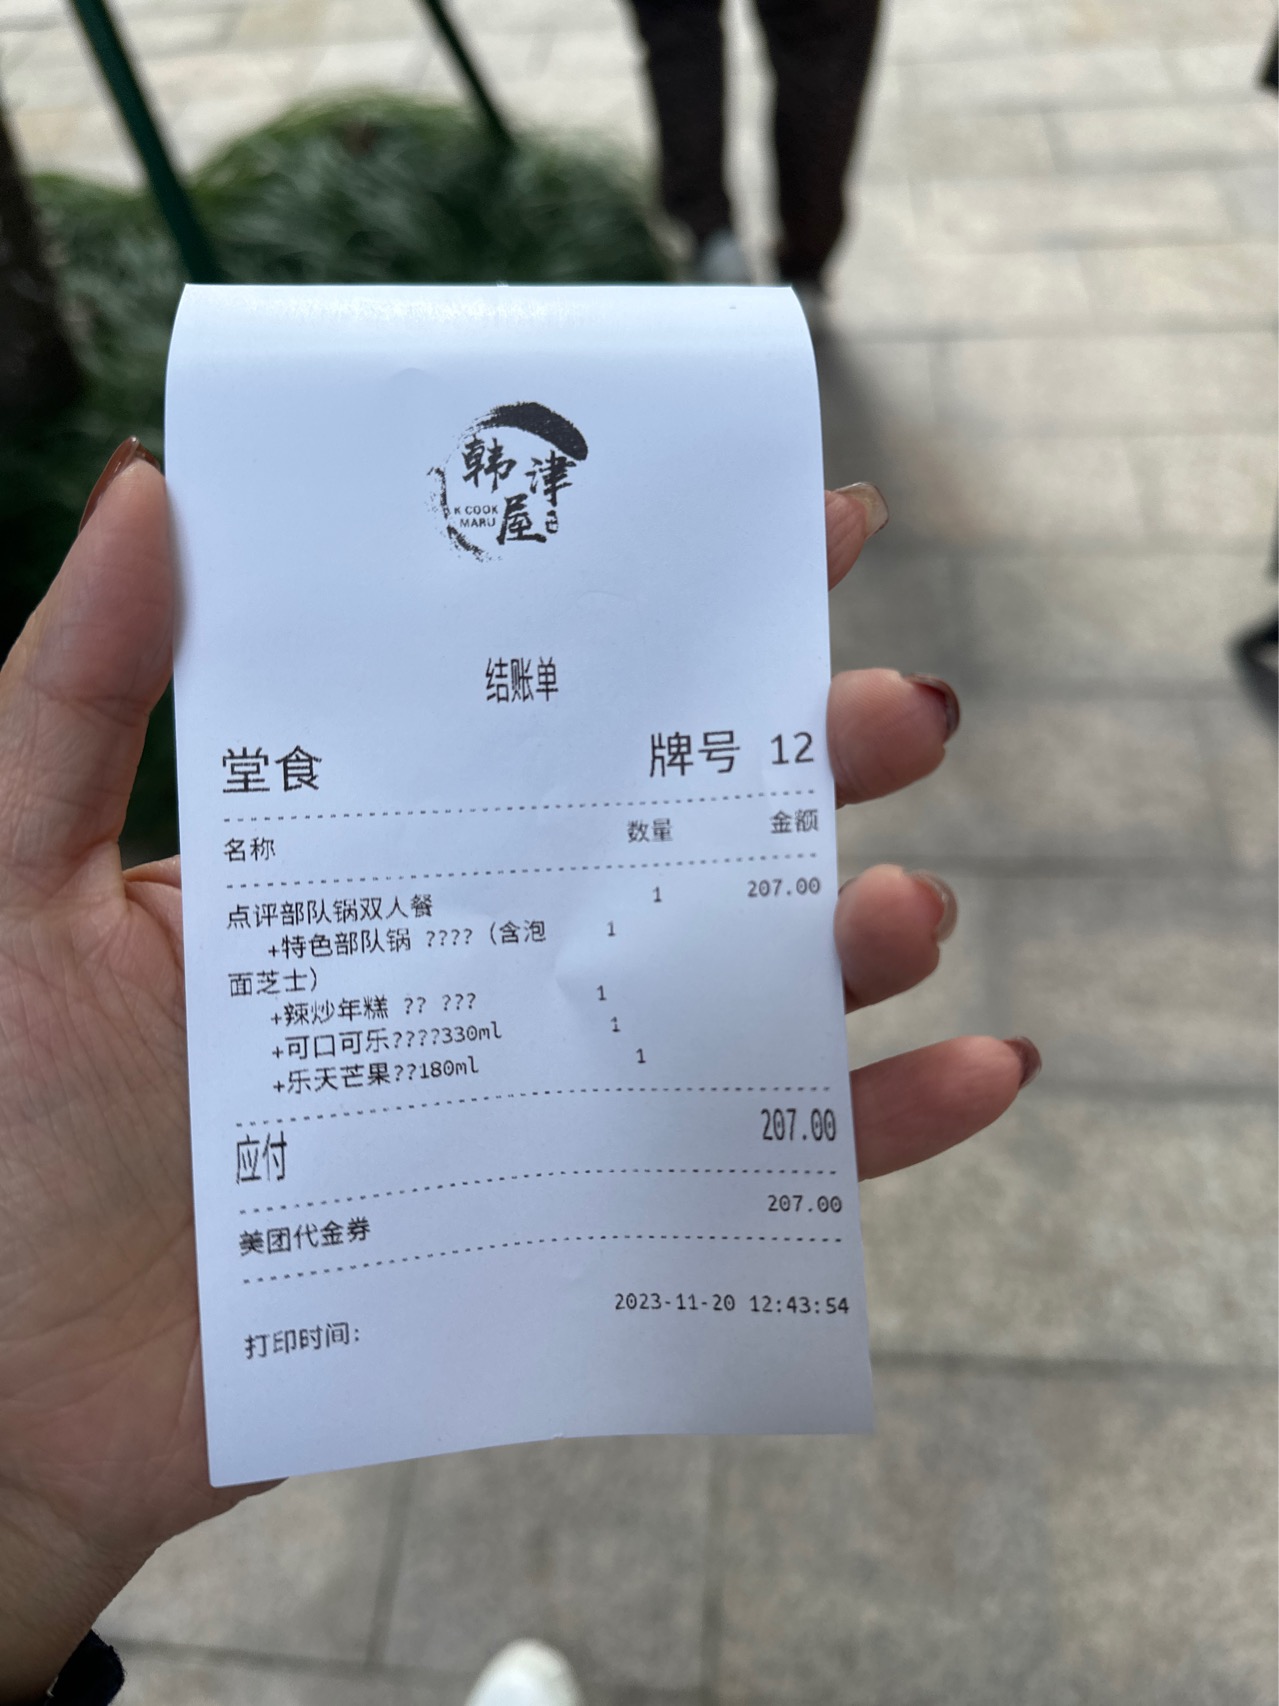 韩津屋
K COOK
MARU
结账单
堂食 牌号 12
名称 数量 金额
点评部队锅双人餐 1 207.00
+特色部队锅 ????（含泡 1
面芝士）
+辣炒年糕 ?? ??? 1
+可口可乐????330ml 1
+乐天芒果??180ml 1
应付 207.00
美团代金券 207.00
打印时间: 2023-11-20 12:43:54